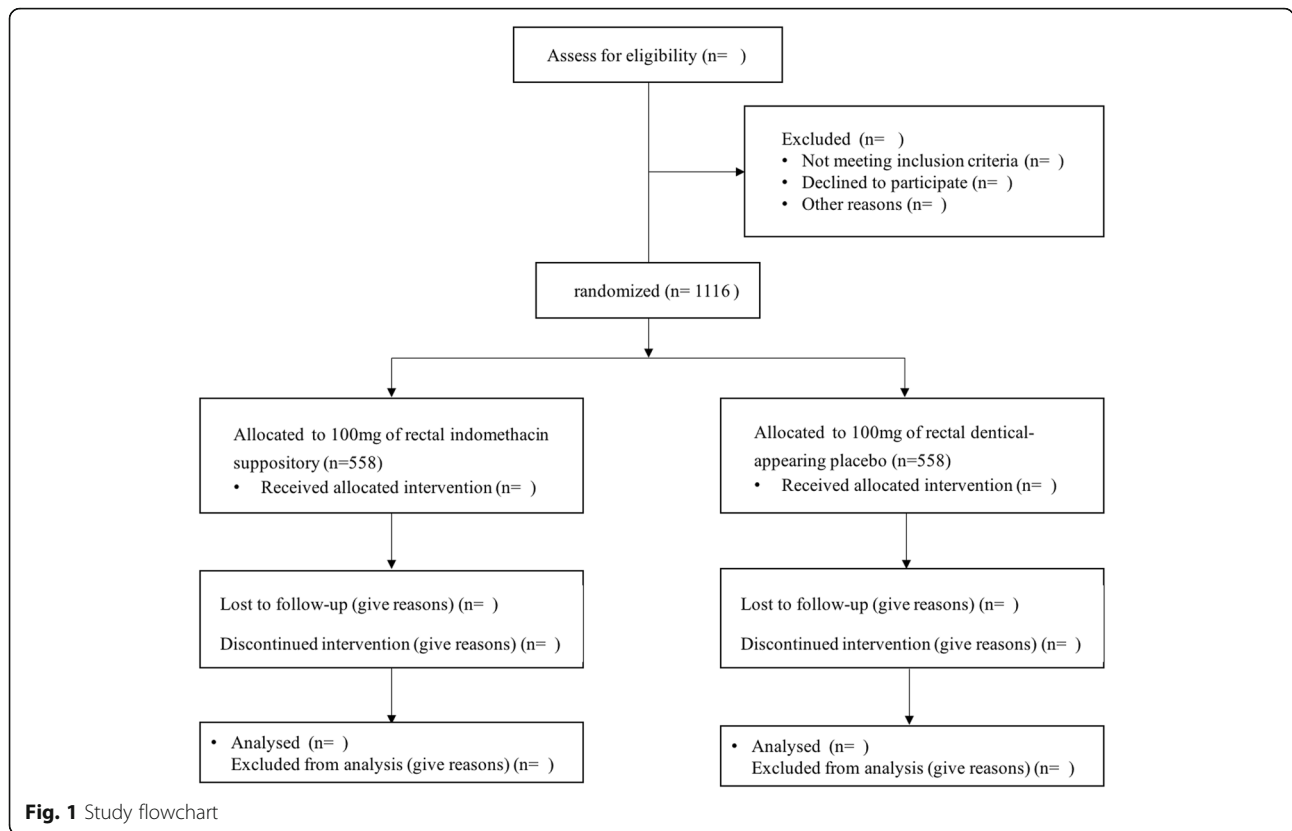 Assess for eligibility (n=  )
Excluded (n=  )
• Not meeting inclusion criteria (n=  )
• Declined to participate (n=  )
• Other reasons (n=  )
randomized (n= 1116 )
Allocated to 100mg of rectal indomethacin
suppository (n=558)
• Received allocated intervention (n=  )
Allocated to 100mg of rectal dentical-
appearing placebo (n=558)
• Received allocated intervention (n=  )
Lost to follow-up (give reasons) (n=  )
Discontinued intervention (give reasons) (n=  )
Lost to follow-up (give reasons) (n=  )
Discontinued intervention (give reasons) (n=  )
• Analysed (n=  )
Excluded from analysis (give reasons) (n=  )
• Analysed (n=  )
Excluded from analysis (give reasons) (n=  )
Fig. 1 Study flowchart